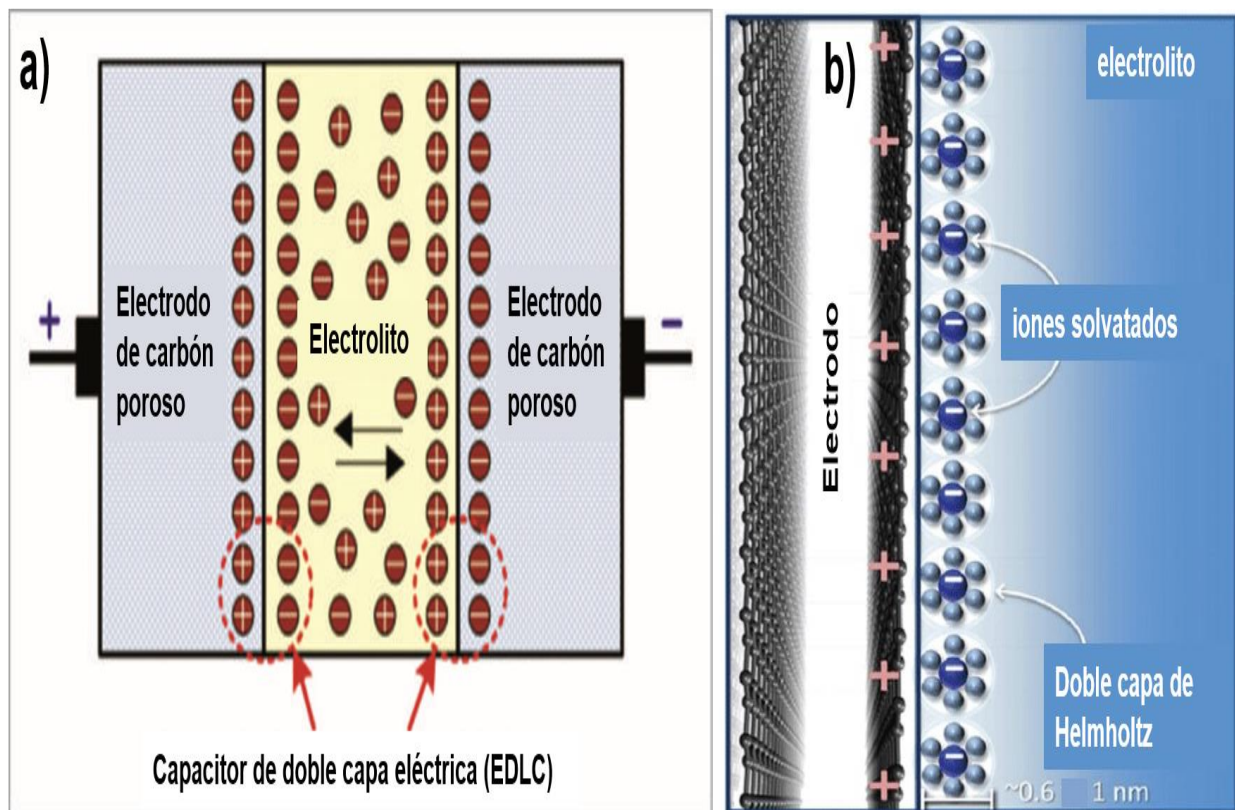 a)
+
Electrodo
de carbón
poroso
Electrolito
Electrodo
de carbón
poroso
−
Capacitor de doble capa eléctrica (EDLC)
b)
electrolito
Electrodo
iones solvatados
Doble capa de
Helmholtz
~0.6 1 nm